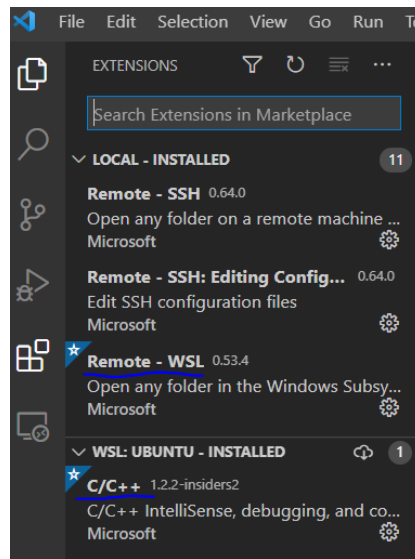 File Edit Selection View Go Run
EXTENSIONS
Search Extensions in Marketplace
LOCAL - INSTALLED 11
Remote - SSH 0.64.0
Open any folder on a remote machine ...
Microsoft
Remote - SSH: Editing Config... 0.64.0
Edit SSH configuration files
Microsoft
Remote - WSL 0.53.4
Open any folder in the Windows Subsy...
Microsoft
WSL: UBUNTU - INSTALLED 1
C/C++ 1.2.2-insiders2
C/C++ IntelliSense, debugging, and co...
Microsoft